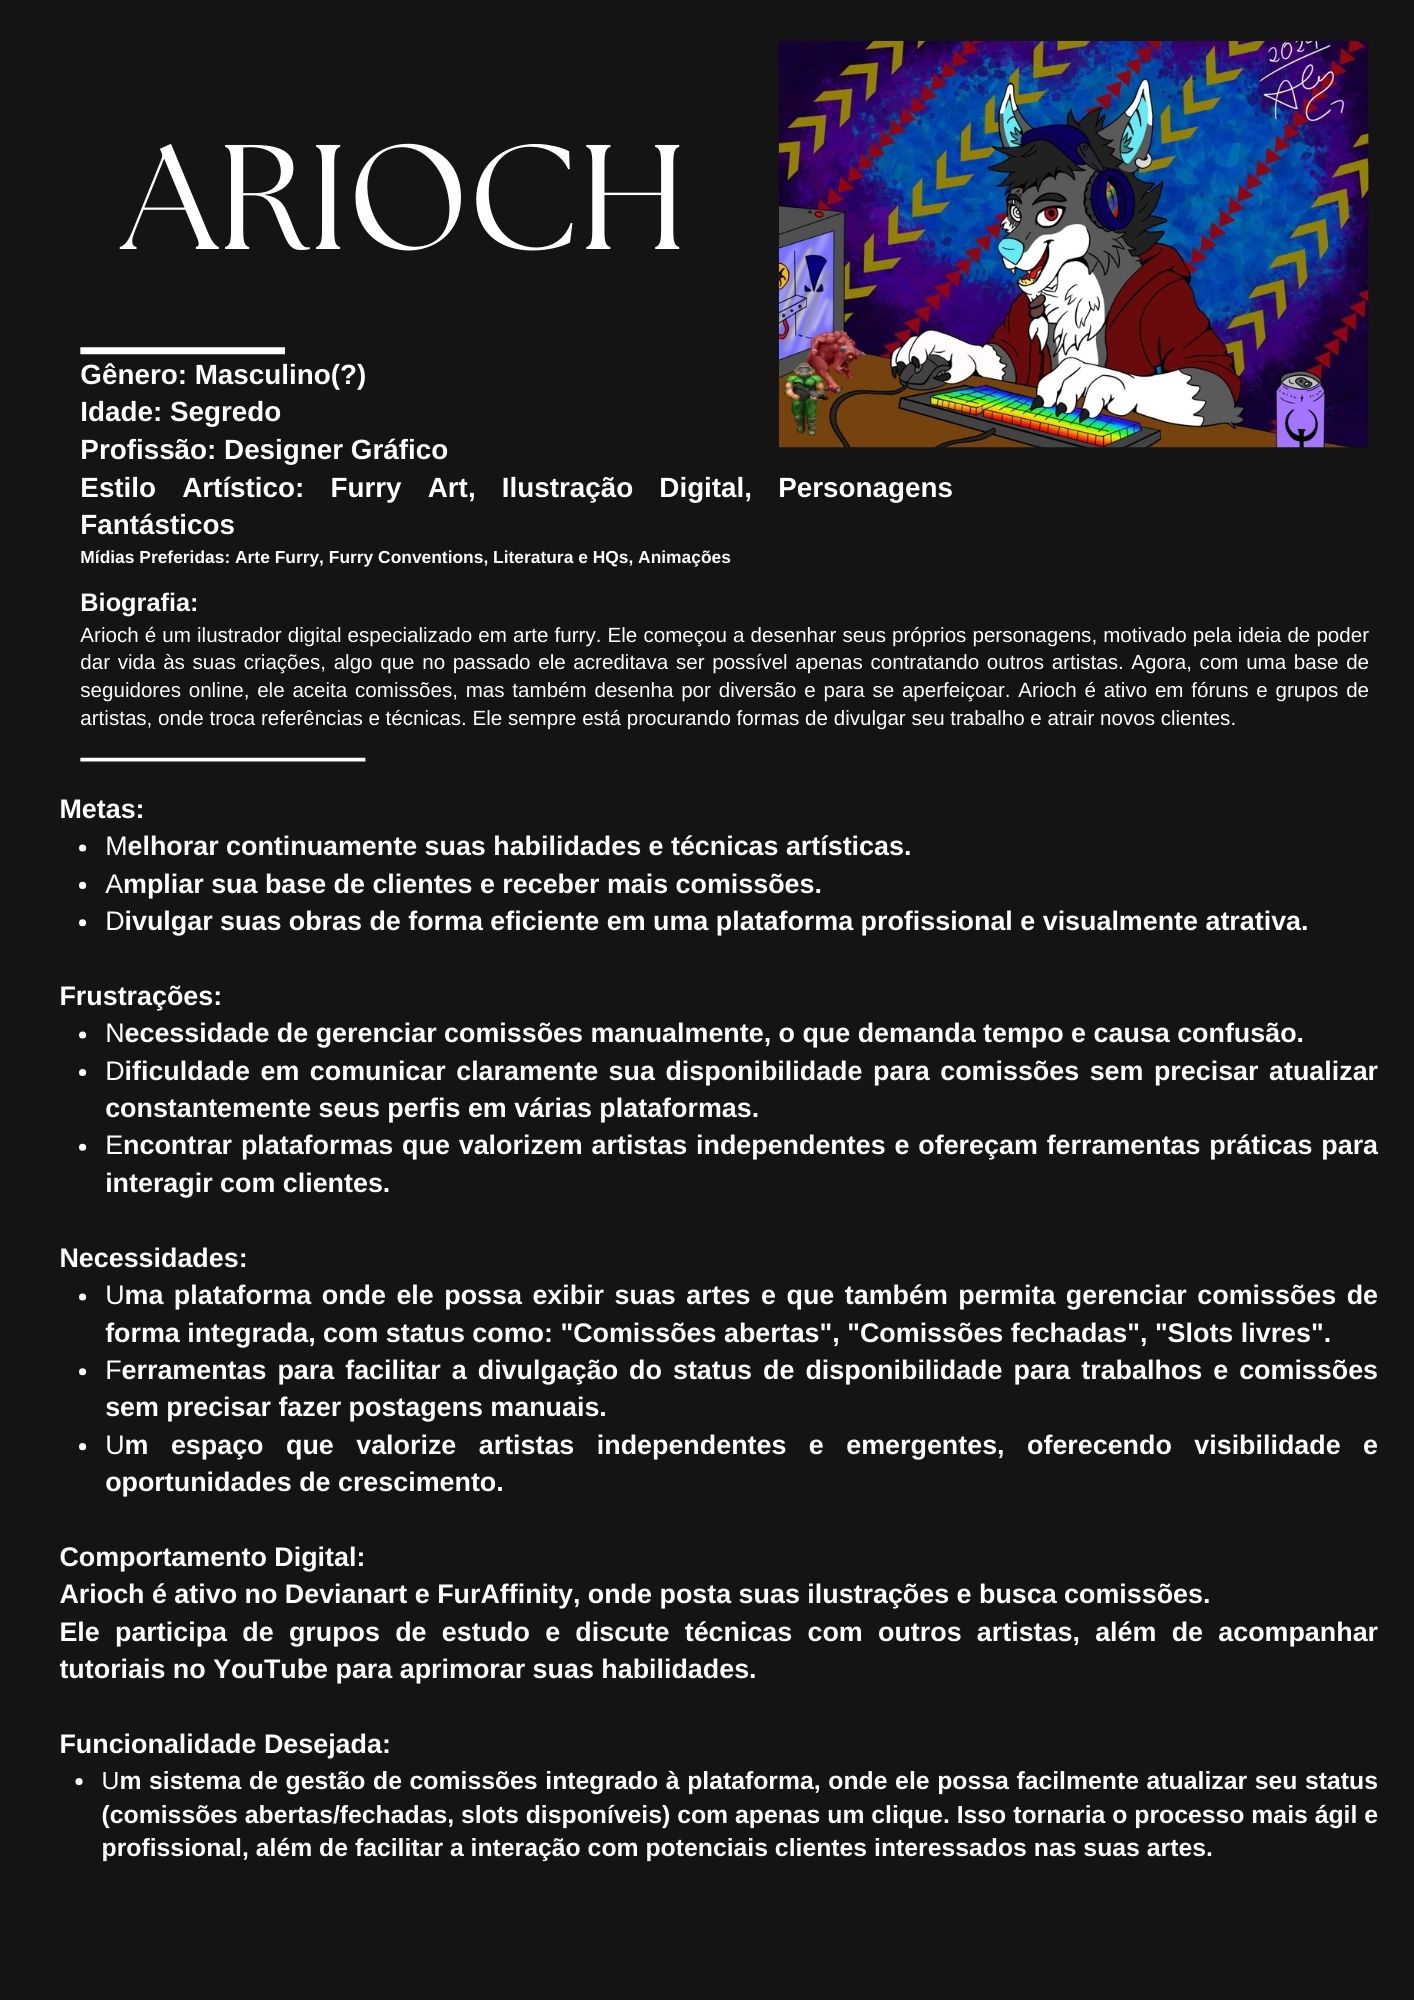 2024
ARIOCH
Gênero: Masculino(?)
Idade: Segredo
Profissão: Designer Gráfico
Estilo Artístico: Furry Art, Ilustração Digital, Personagens
Fantásticos
Mídias Preferidas: Arte Furry, Furry Conventions, Literatura e HQs, Animações
Biografia:
Arioch é um ilustrador digital especializado em arte furry. Ele começou a desenhar seus próprios personagens, motivado pela ideia de poder
dar vida às suas criações, algo que no passado ele acreditava ser possível apenas contratando outros artistas. Agora, com uma base de
seguidores online, ele aceita comissões, mas também desenha por diversão e para se aperfeiçoar. Arioch é ativo em fóruns e grupos de
artistas, onde troca referências e técnicas. Ele sempre está procurando formas de divulgar seu trabalho e atrair novos clientes.
Metas:
• Melhorar continuamente suas habilidades e técnicas artísticas.
• Ampliar sua base de clientes e receber mais comissões.
• Divulgar suas obras de forma eficiente em uma plataforma profissional e visualmente atrativa.
Frustrações:
• Necessidade de gerenciar comissões manualmente, o que demanda tempo e causa confusão.
• Dificuldade em comunicar claramente sua disponibilidade para comissões sem precisar atualizar
constantemente seus perfis em várias plataformas.
• Encontrar plataformas que valorizem artistas independentes e ofereçam ferramentas práticas para
interagir com clientes.
Necessidades:
• Uma plataforma onde ele possa exibir suas artes e que também permita gerenciar comissões de
forma integrada, com status como: "Comissões abertas", "Comissões fechadas", "Slots livres".
• Ferramentas para facilitar a divulgação do status de disponibilidade para trabalhos e comissões
sem precisar fazer postagens manuais.
• Um espaço que valorize artistas independentes e emergentes, oferecendo visibilidade e
oportunidades de crescimento.
Comportamento Digital:
Arioch é ativo no Devianart e FurAffinity, onde posta suas ilustrações e busca comissões.
Ele participa de grupos de estudo e discute técnicas com outros artistas, além de acompanhar
tutoriais no YouTube para aprimorar suas habilidades.
Funcionalidade Desejada:
• Um sistema de gestão de comissões integrado à plataforma, onde ele possa facilmente atualizar seu status
(comissões abertas/fechadas, slots disponíveis) com apenas um clique. Isso tornaria o processo mais ágil e
profissional, além de facilitar a interação com potenciais clientes interessados nas suas artes.